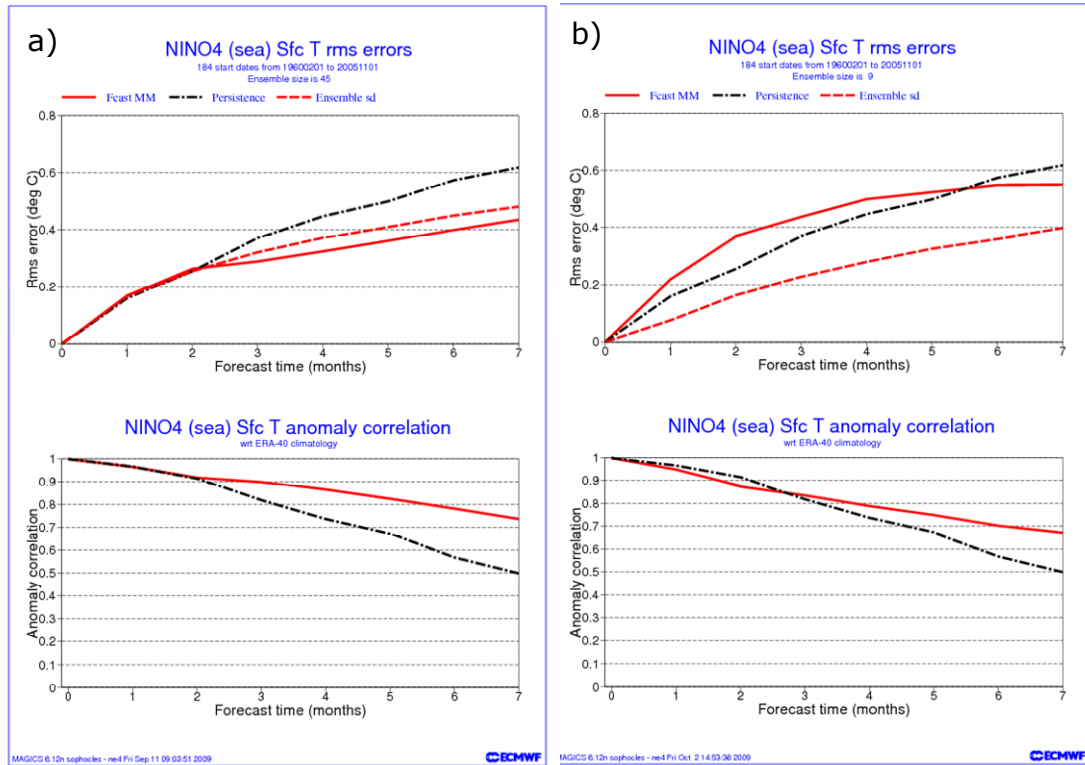 a)
NINO4 (sea) Sfc T rms errors
184 start dates from 19600201 to 20051101
Ensemble size is 45
Fcast MM Persistence Ensemble sd
Rms error (deg C)
0.8
0.6
0.4
0.2
0
0 1 2 3 4 5 6 7
Forecast time (months)
NINO4 (sea) Sfc T anomaly correlation
wrt ERA-40 climatology
Anomaly correlation
1
0.9
0.8
0.7
0.6
0.5
0.4
0.3
0.2
0.1
0
0 1 2 3 4 5 6 7
Forecast time (months)
MAGICS 6.12n sophocles - ne4 Fri Sep 11 09:03:51 2009
ECMWF
b)
NINO4 (sea) Sfc T rms errors
184 start dates from 19600201 to 20051101
Ensemble size is 9
Fcast MM Persistence Ensemble sd
Rms error (deg C)
0.8
0.6
0.4
0.2
0
0 1 2 3 4 5 6 7
Forecast time (months)
NINO4 (sea) Sfc T anomaly correlation
wrt ERA-40 climatology
Anomaly correlation
1
0.9
0.8
0.7
0.6
0.5
0.4
0.3
0.2
0.1
0
0 1 2 3 4 5 6 7
Forecast time (months)
MAGICS 6.12n sophocles - ne4 Fri Oct 2 14:53:36 2009
ECMWF